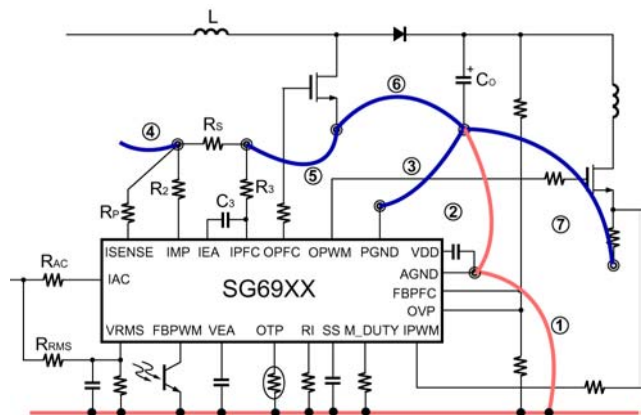 L
⑥
+
Co
④
RS
⑤
③
R2
R3
C3
RP
②
⑦
ISENSE IMP IEA IPFC OPFC OPWM PGND VDD
RAC
IAC
AGND
SG69XX
FBPFC
OVP
①
VRMS FBPWM VEA OTP RI SS M_DUTY IPWM
RRMS